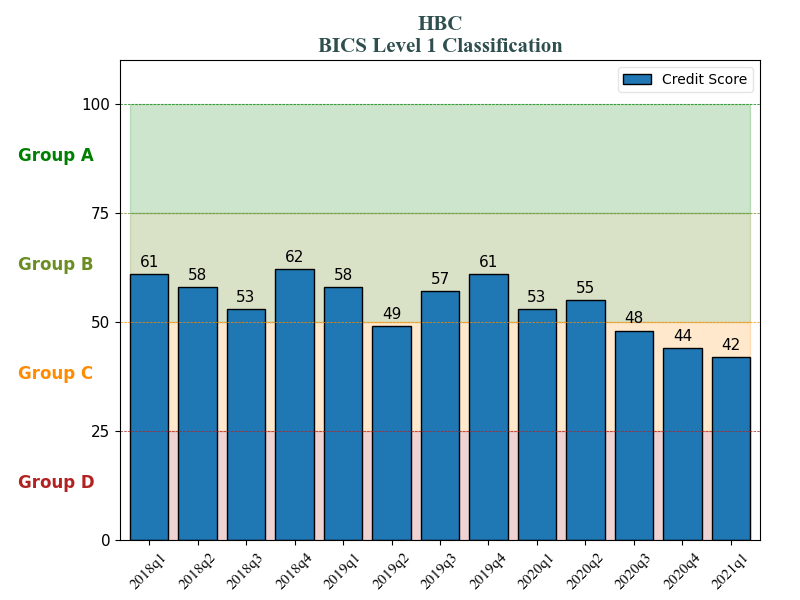 HBC
BICS Level 1 Classification
Credit Score
100
Group A
75
Group B
61
58
53
62
58
49
57
61
53
55
48
44
42
50
Group C
25
Group D
0
2018q1
2018q2
2018q3
2018q4
2019q1
2019q2
2019q3
2019q4
2020q1
2020q2
2020q3
2020q4
2021q1